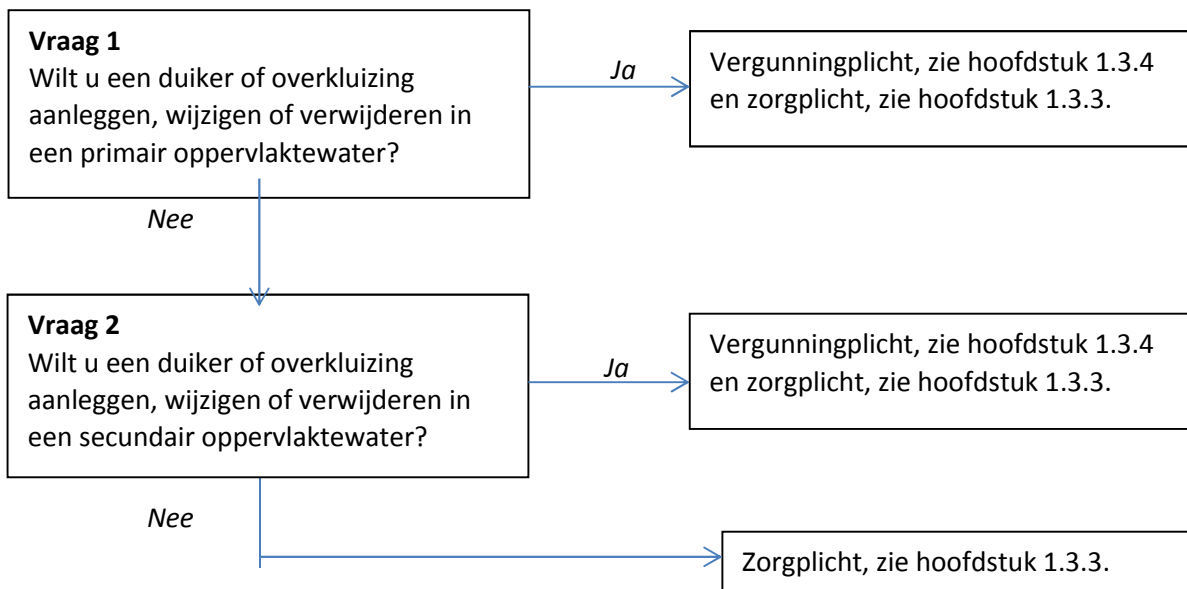 Vraag 1
Wilt u een duiker of overkluizing
aanleggen, wijzigen of verwijderen in
een primair oppervlaktewater?
Ja
Vergunningplicht, zie hoofdstuk 1.3.4
en zorgplicht, zie hoofdstuk 1.3.3.
Nee
Vraag 2
Wilt u een duiker of overkluizing
aanleggen, wijzigen of verwijderen in
een secundair oppervlaktewater?
Ja
Vergunningplicht, zie hoofdstuk 1.3.4
en zorgplicht, zie hoofdstuk 1.3.3.
Nee
Zorgplicht, zie hoofdstuk 1.3.3.